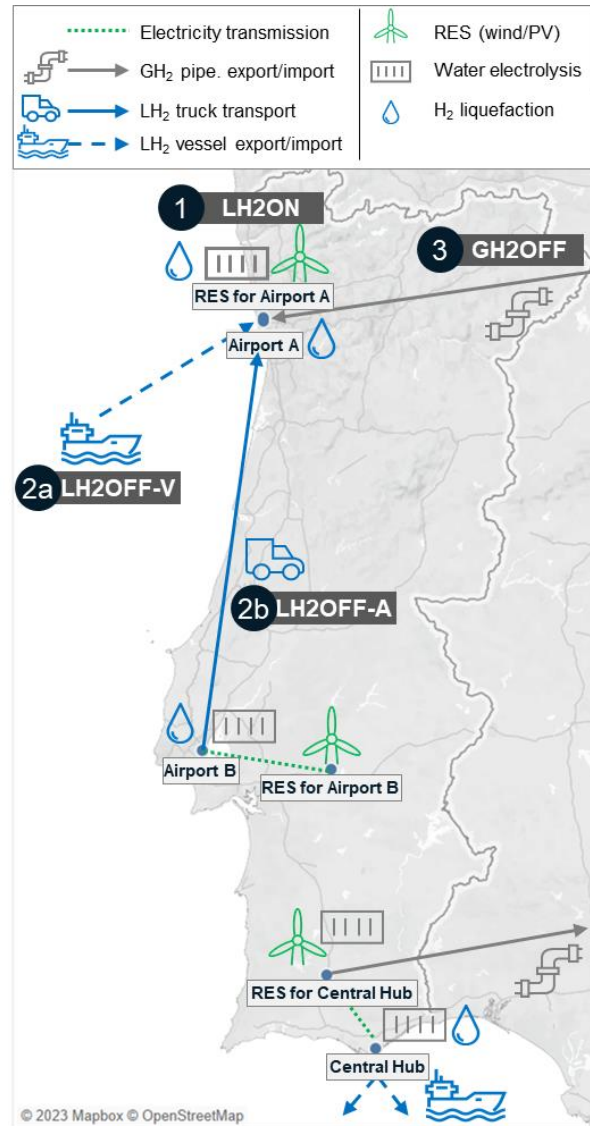 Electricity transmission
GH₂ pipe. export/import
LH₂ truck transport
LH₂ vessel export/import
RES (wind/PV)
Water electrolysis
H₂ liquefaction
1 LH2ON
3 GH2OFF
RES for Airport A
Airport A
2a LH2OFF-V
2b LH2OFF-A
Airport B
RES for Airport B
RES for Central Hub
Central Hub
© 2023 Mapbox © OpenStreetMap